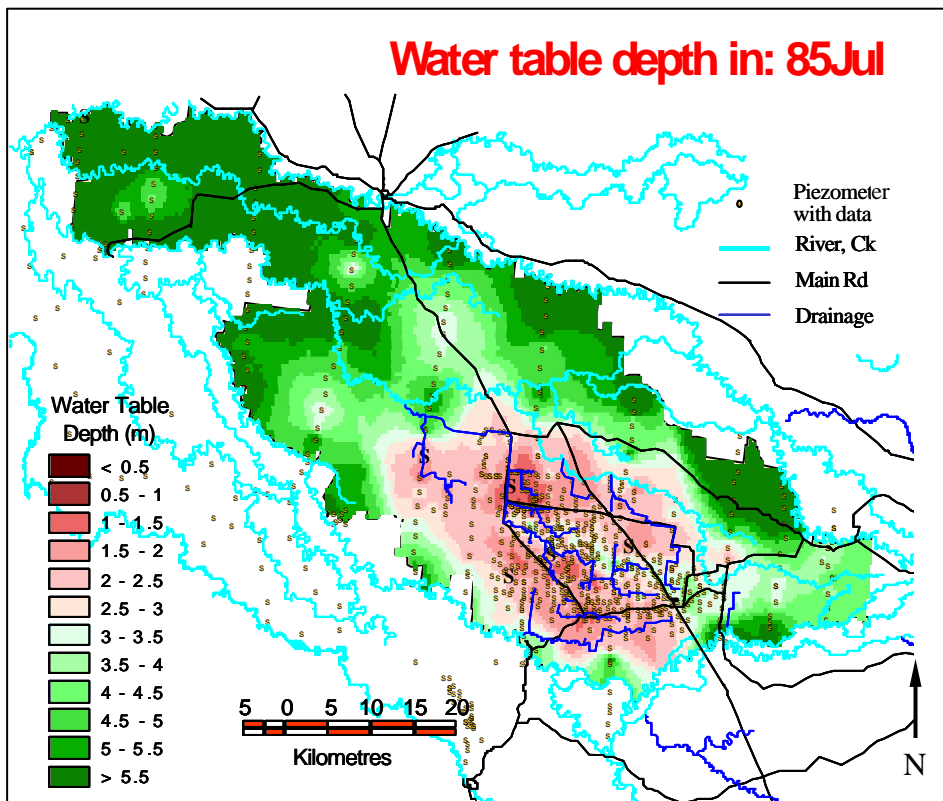 Water table depth in: 85Jul
Piezometer
with data
River, Ck
Main Rd
Drainage
Water Table
Depth (m)
< 0.5
0.5 - 1
1 - 1.5
1.5 - 2
2 - 2.5
2.5 - 3
3 - 3.5
3.5 - 4
4 - 4.5
4.5 - 5
5 - 5.5
> 5.5
5 0 5 10 15 20
Kilometres
N